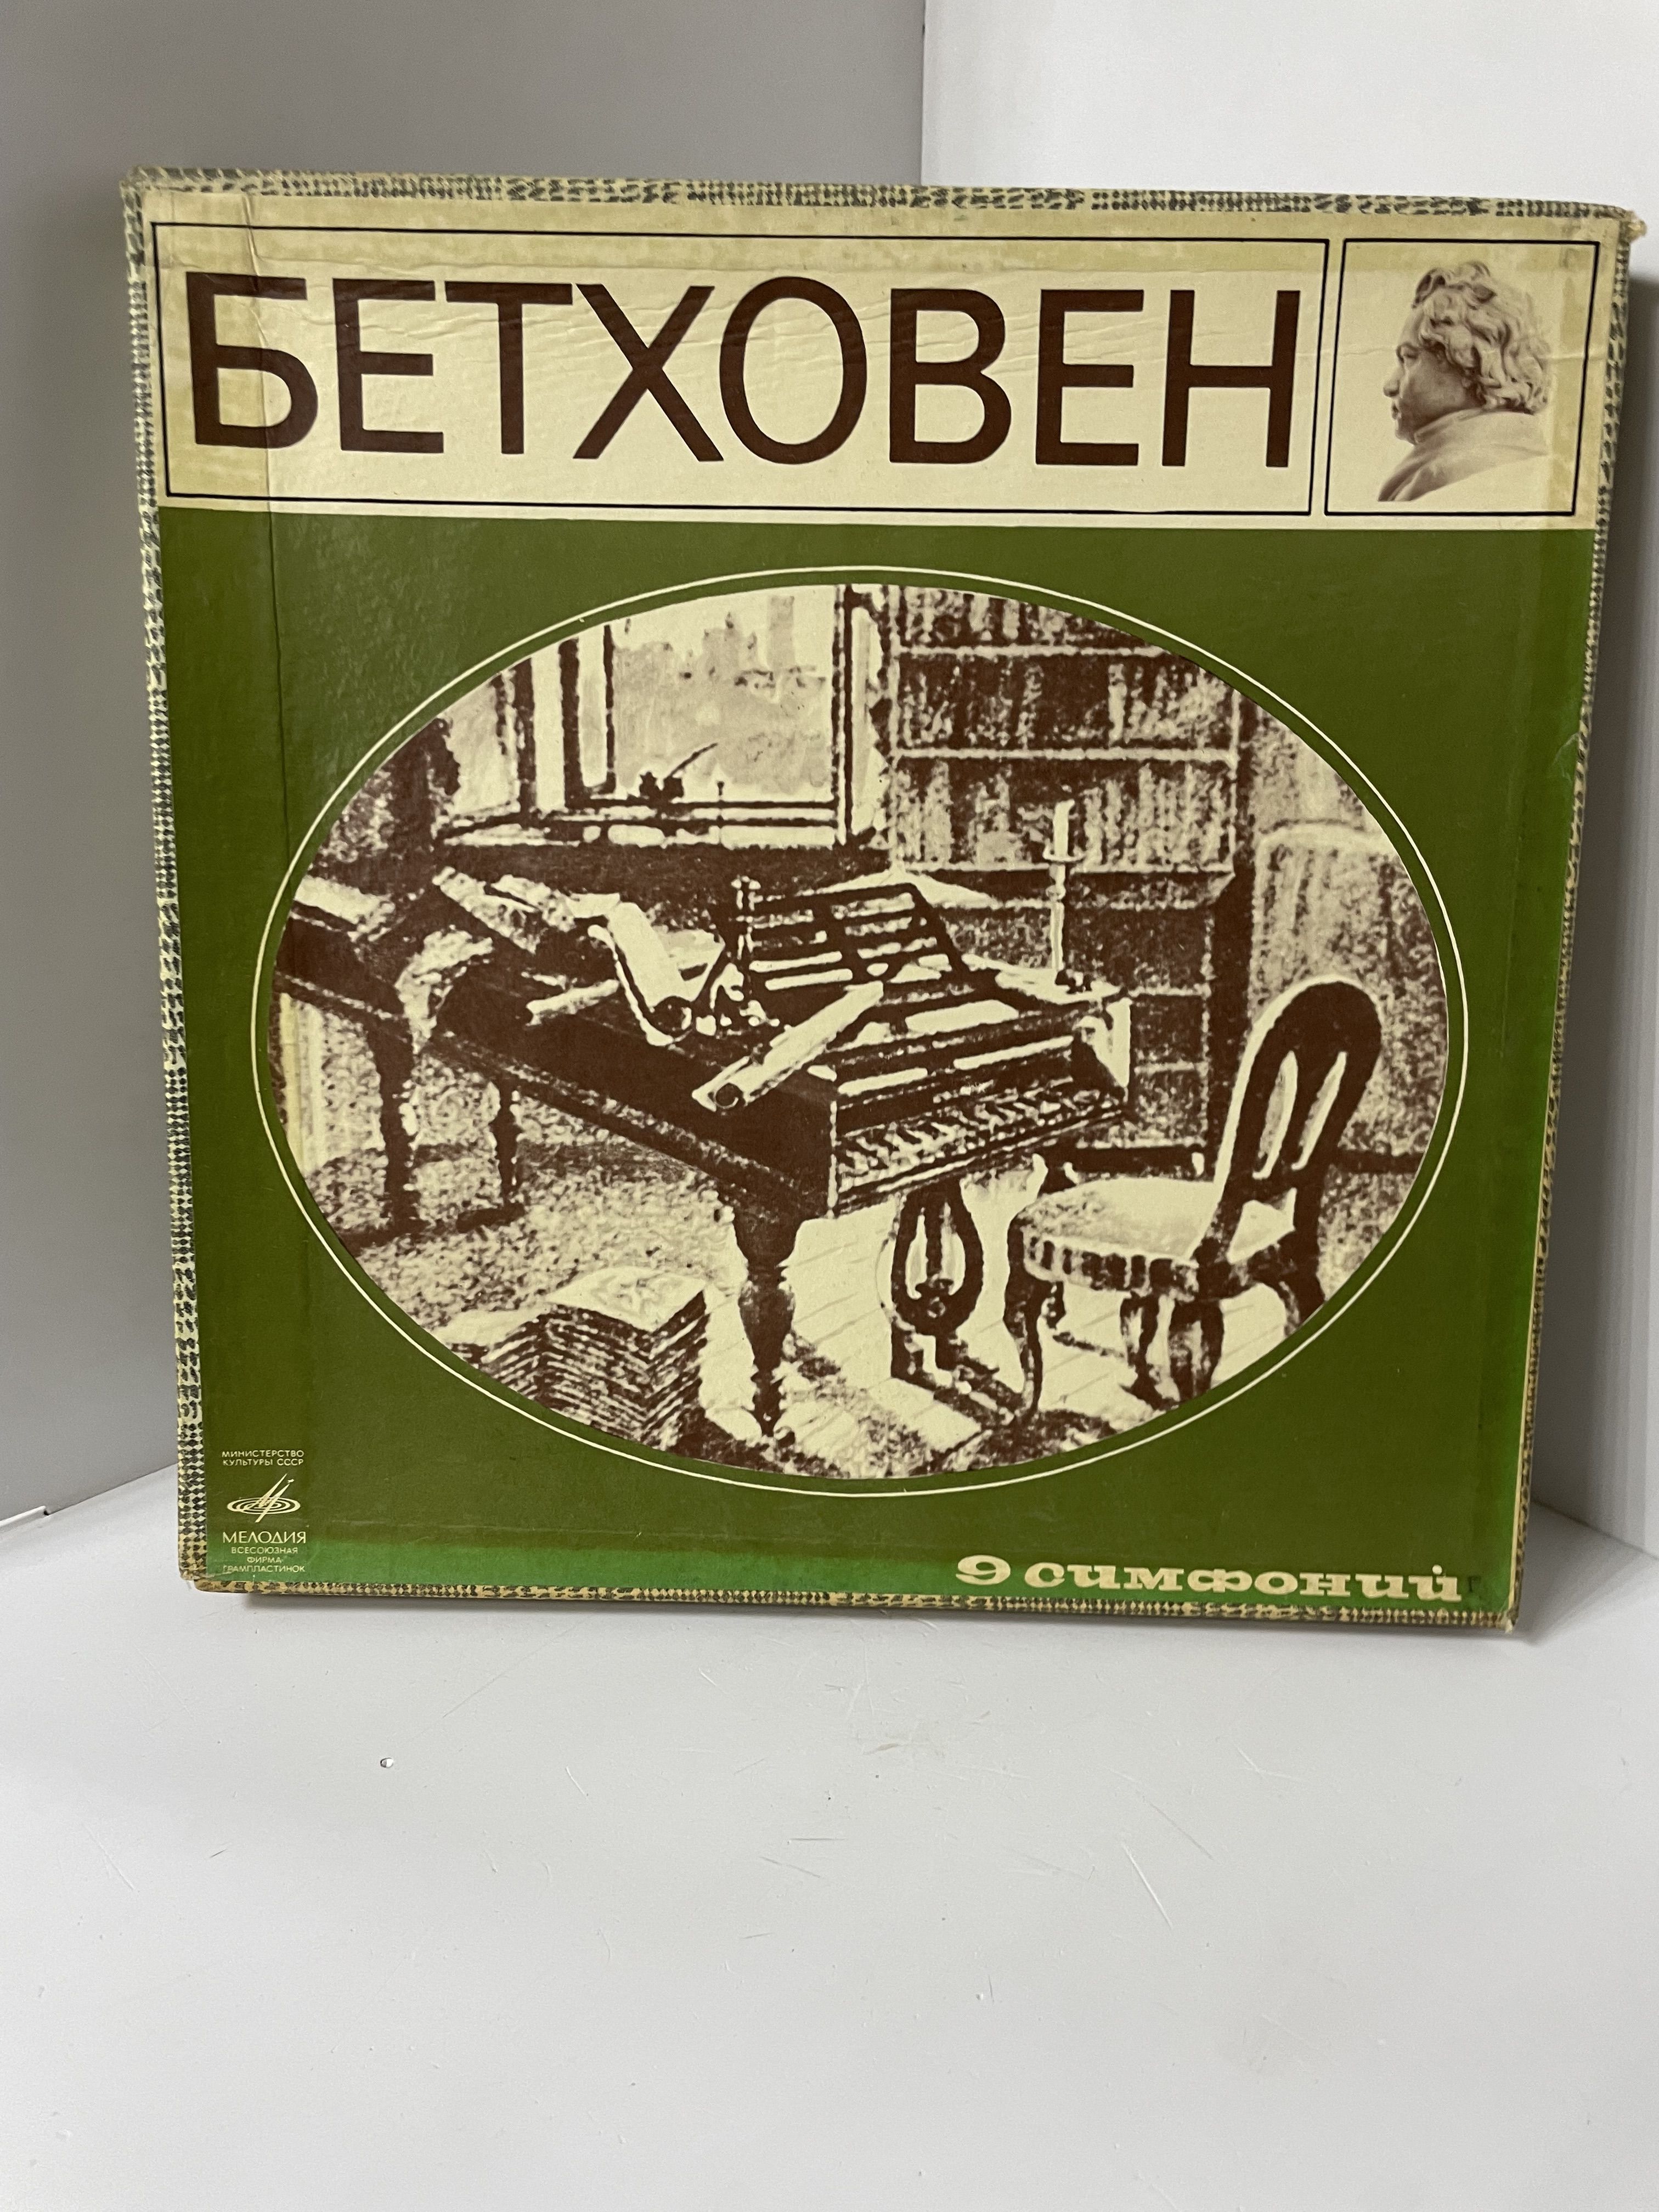 БЕТХОВЕН
МИНИСТЕРСТВО
КУЛЬТУРЫ СССР
МЕЛОДИЯ
ВСЕСОЮЗНАЯ
ФИРМА
ГРАМПЛАСТИНОК
9 симфоний